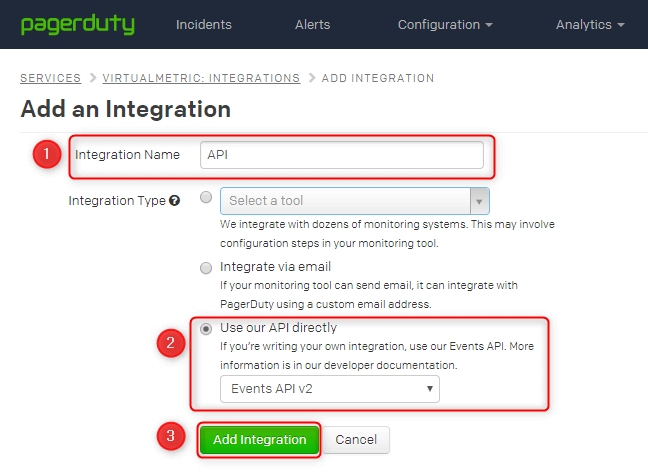 pagerduty Incidents Alerts Configuration Analytics
SERVICES VIRTUALMETRIC: INTEGRATIONS ADD INTEGRATION
Add an Integration
1 Integration Name API
Integration Type ? Select a tool
We integrate with dozens of monitoring systems. This may involve
configuration steps in your monitoring tool.
Integrate via email
If your monitoring tool can send email, it can integrate with
PagerDuty using a custom email address.
Use our API directly
2 If you're writing your own integration, use our Events API. More
information is in our developer documentation.
Events API v2
3 Add Integration Cancel